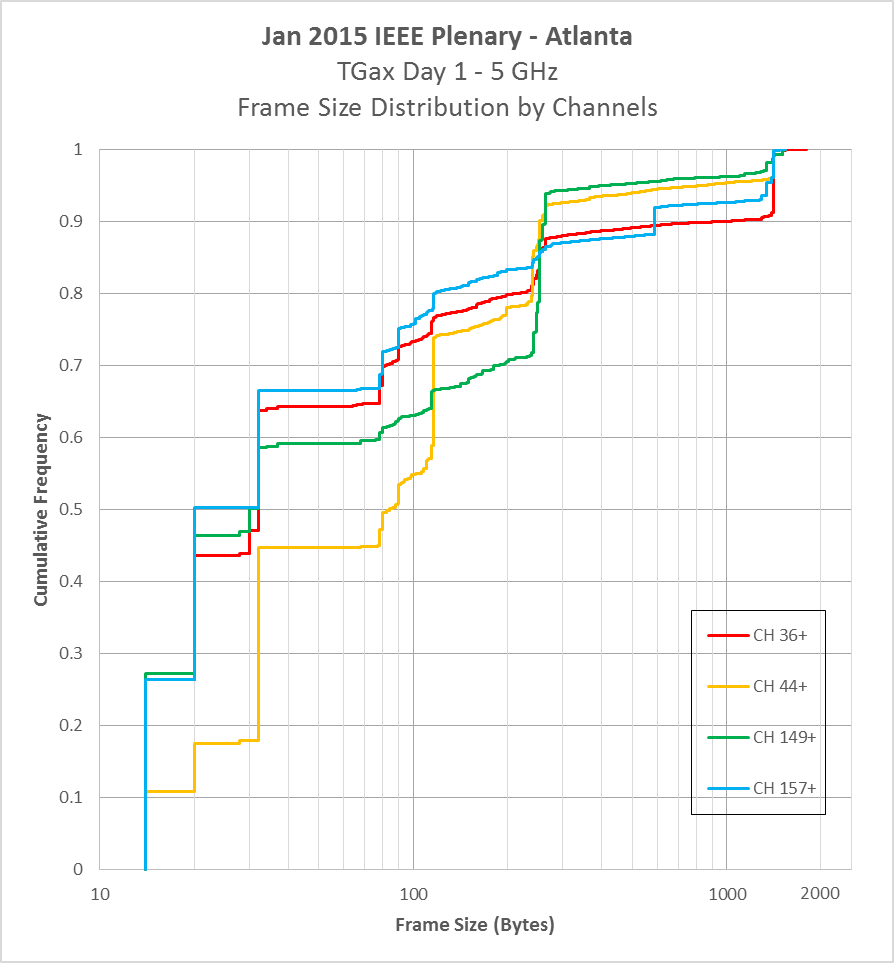 Jan 2015 IEEE Plenary - Atlanta
TGax Day 1 - 5 GHz
Frame Size Distribution by Channels
1
0.9
0.8
0.7
0.6
0.5
0.4
0.3
0.2
0.1
0
Cumulative Frequency
CH 36+
CH 44+
CH 149+
CH 157+
10 100 1000 2000
Frame Size (Bytes)